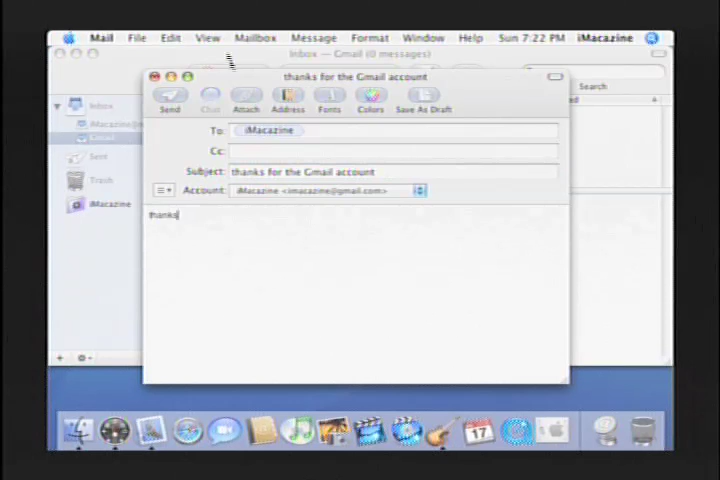 Mail File Edit View Mailbox Message Format Window Help Sun 7:22 PM iMacazine
Inbox — Gmail (0 messages)
thanks for the Gmail account
Send Chat Attach Address Fonts Colors Save As Draft
Search
Inbox
Gmail
Sent
Trash
iMacazine
To: iMacazine
Cc:
Subject: thanks for the Gmail account
Account: iMacazine <imacazine@gmail.com>
thanks
17